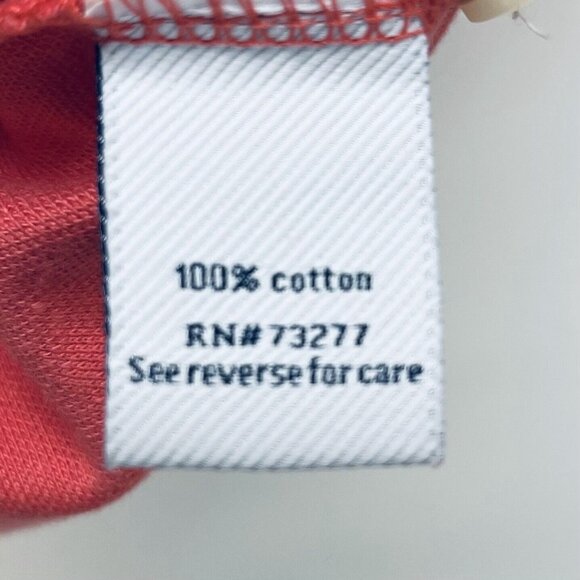 100% cotton
RN# 73277
See reverse for care